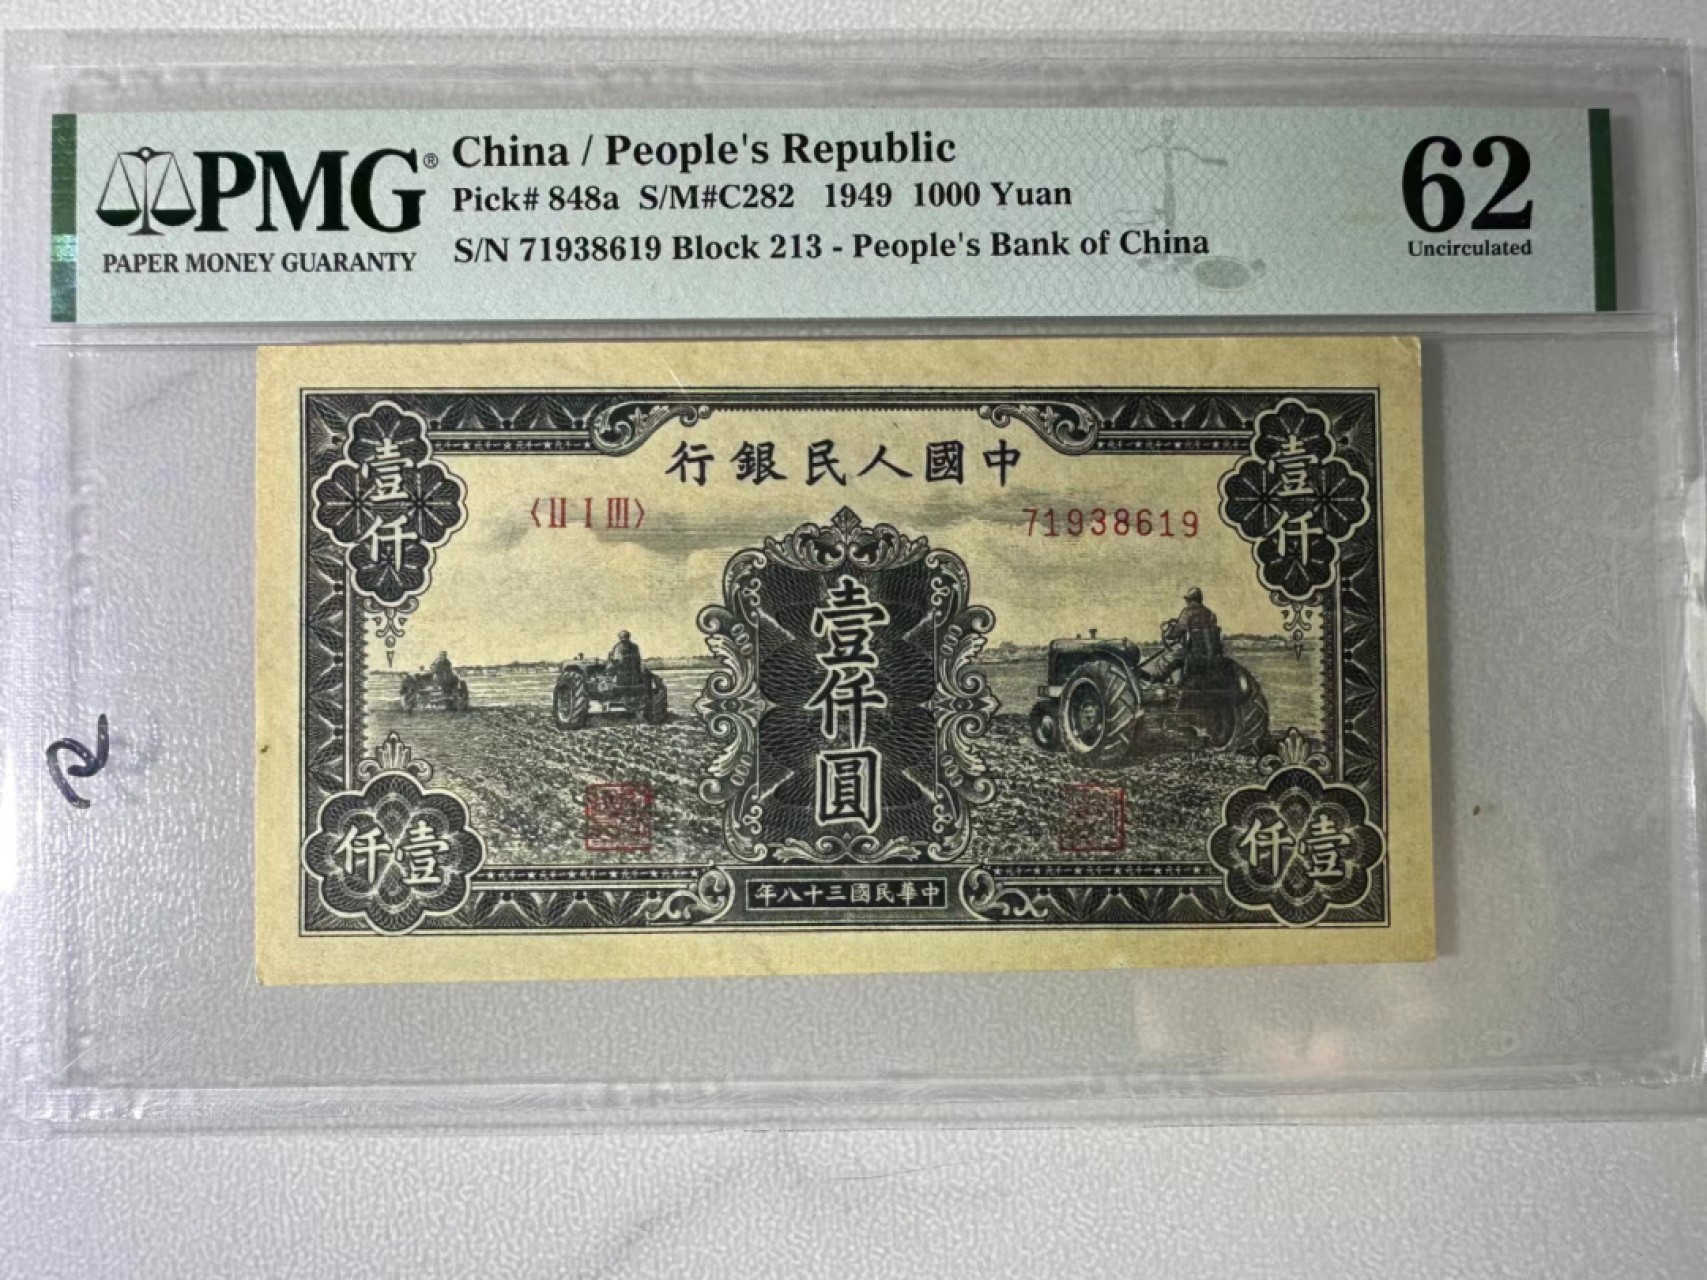 PMG®
PAPER MONEY GUARANTY
China / People's Republic
Pick# 848a S/M#C282 1949 1000 Yuan
S/N 71938619 Block 213 - People's Bank of China
62
Uncirculated
行銀民人國中
〈II I III〉
71938619
壹仟
壹仟
壹仟圓
仟壹
仟壹
年八十三國民華中